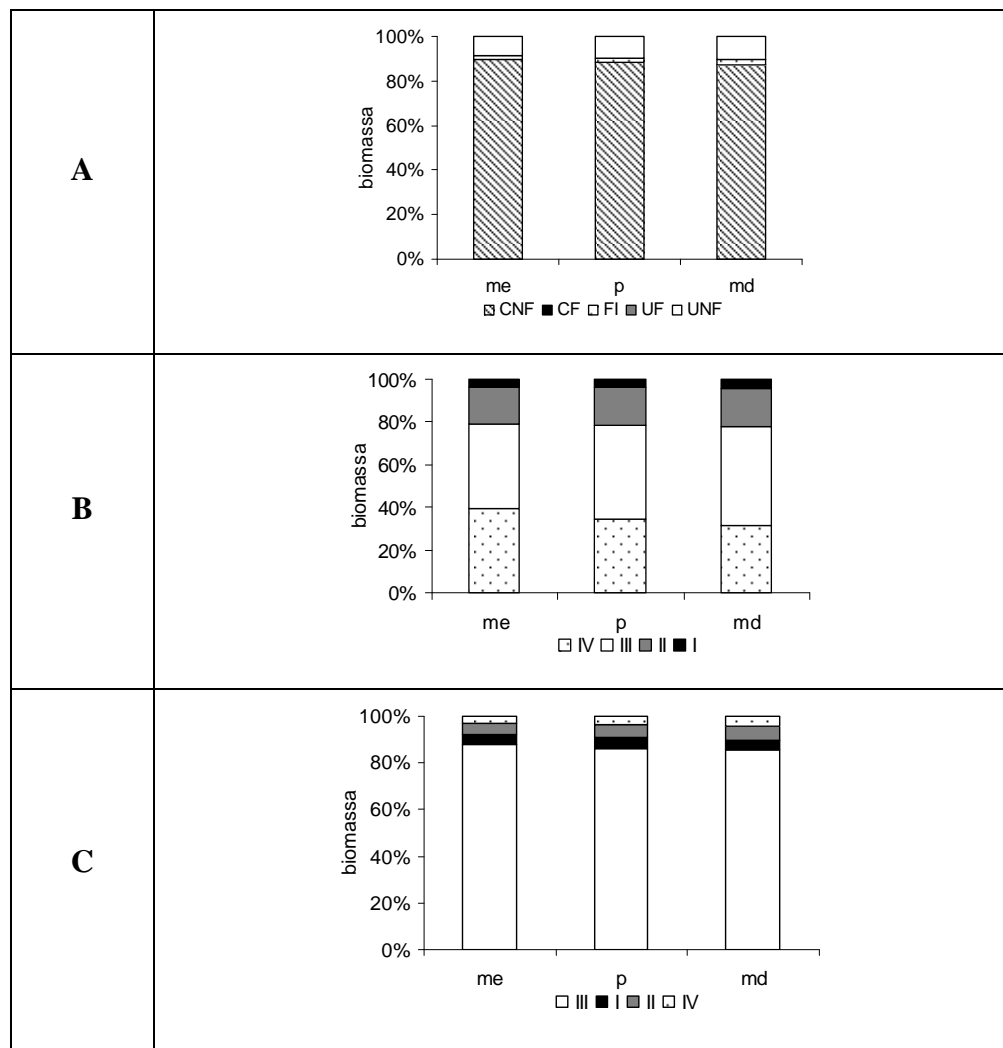 A
100%
80%
60%
40%
20%
0%
biomassa
me p md
CNF CF FI UF UNF
B
100%
80%
60%
40%
20%
0%
biomassa
me p md
IV III II I
C
100%
80%
60%
40%
20%
0%
biomassa
me p md
III I II IV